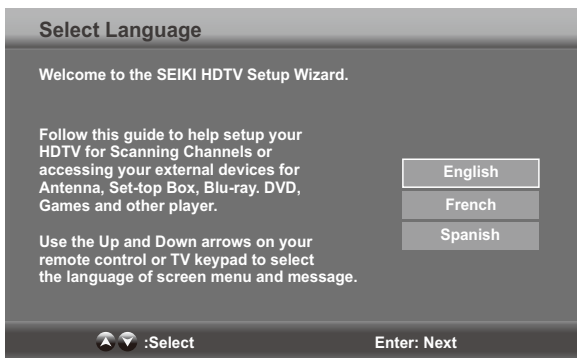 Select Language
Welcome to the SEIKI HDTV Setup Wizard.
Follow this guide to help setup your
HDTV for Scanning Channels or
accessing your external devices for
Antenna, Set-top Box, Blu-ray. DVD,
Games and other player.
Use the Up and Down arrows on your
remote control or TV keypad to select
the language of screen menu and message.
English
French
Spanish
:Select
Enter: Next